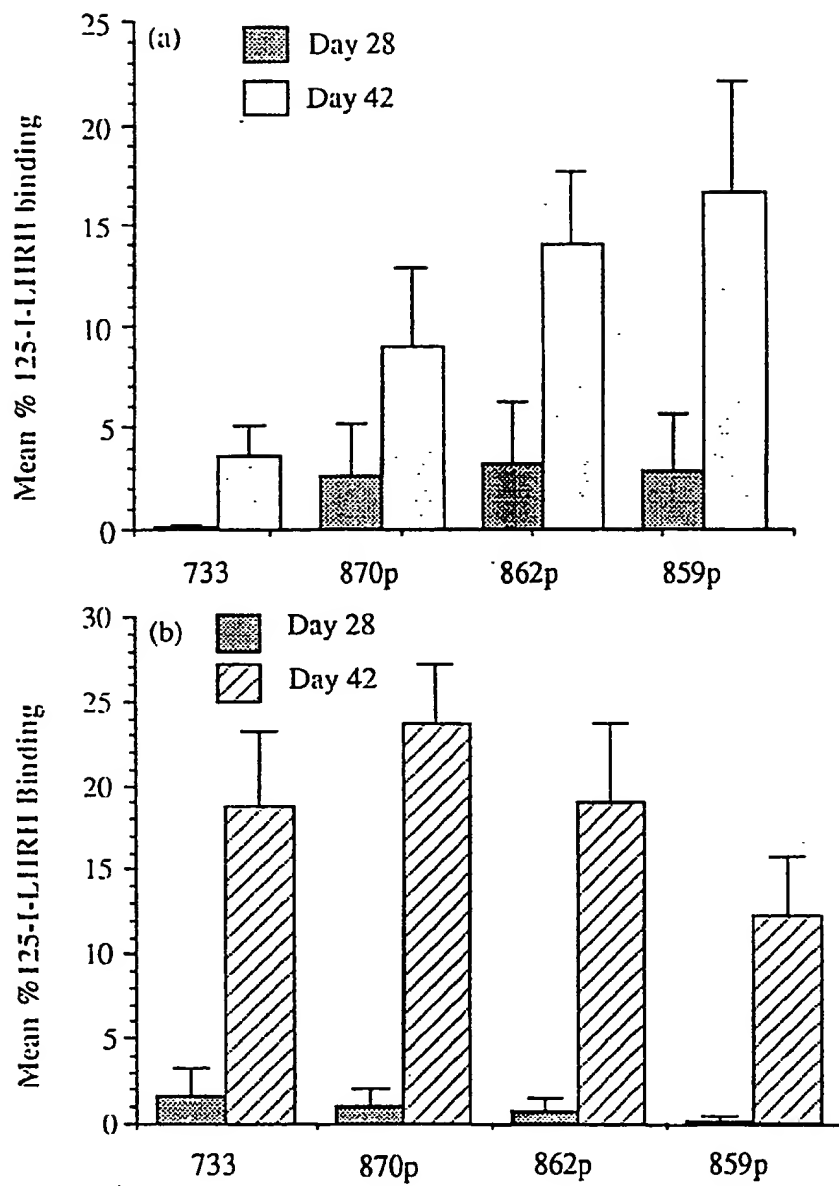 25
(a)
Day 28
Day 42
20
15
10
5
0
Mean % 125-I-LHRH binding
733 870p 862p 859p
30
(b)
Day 28
Day 42
25
20
15
10
5
0
Mean %125-I-LHRH Binding
733 870p 862p 859p